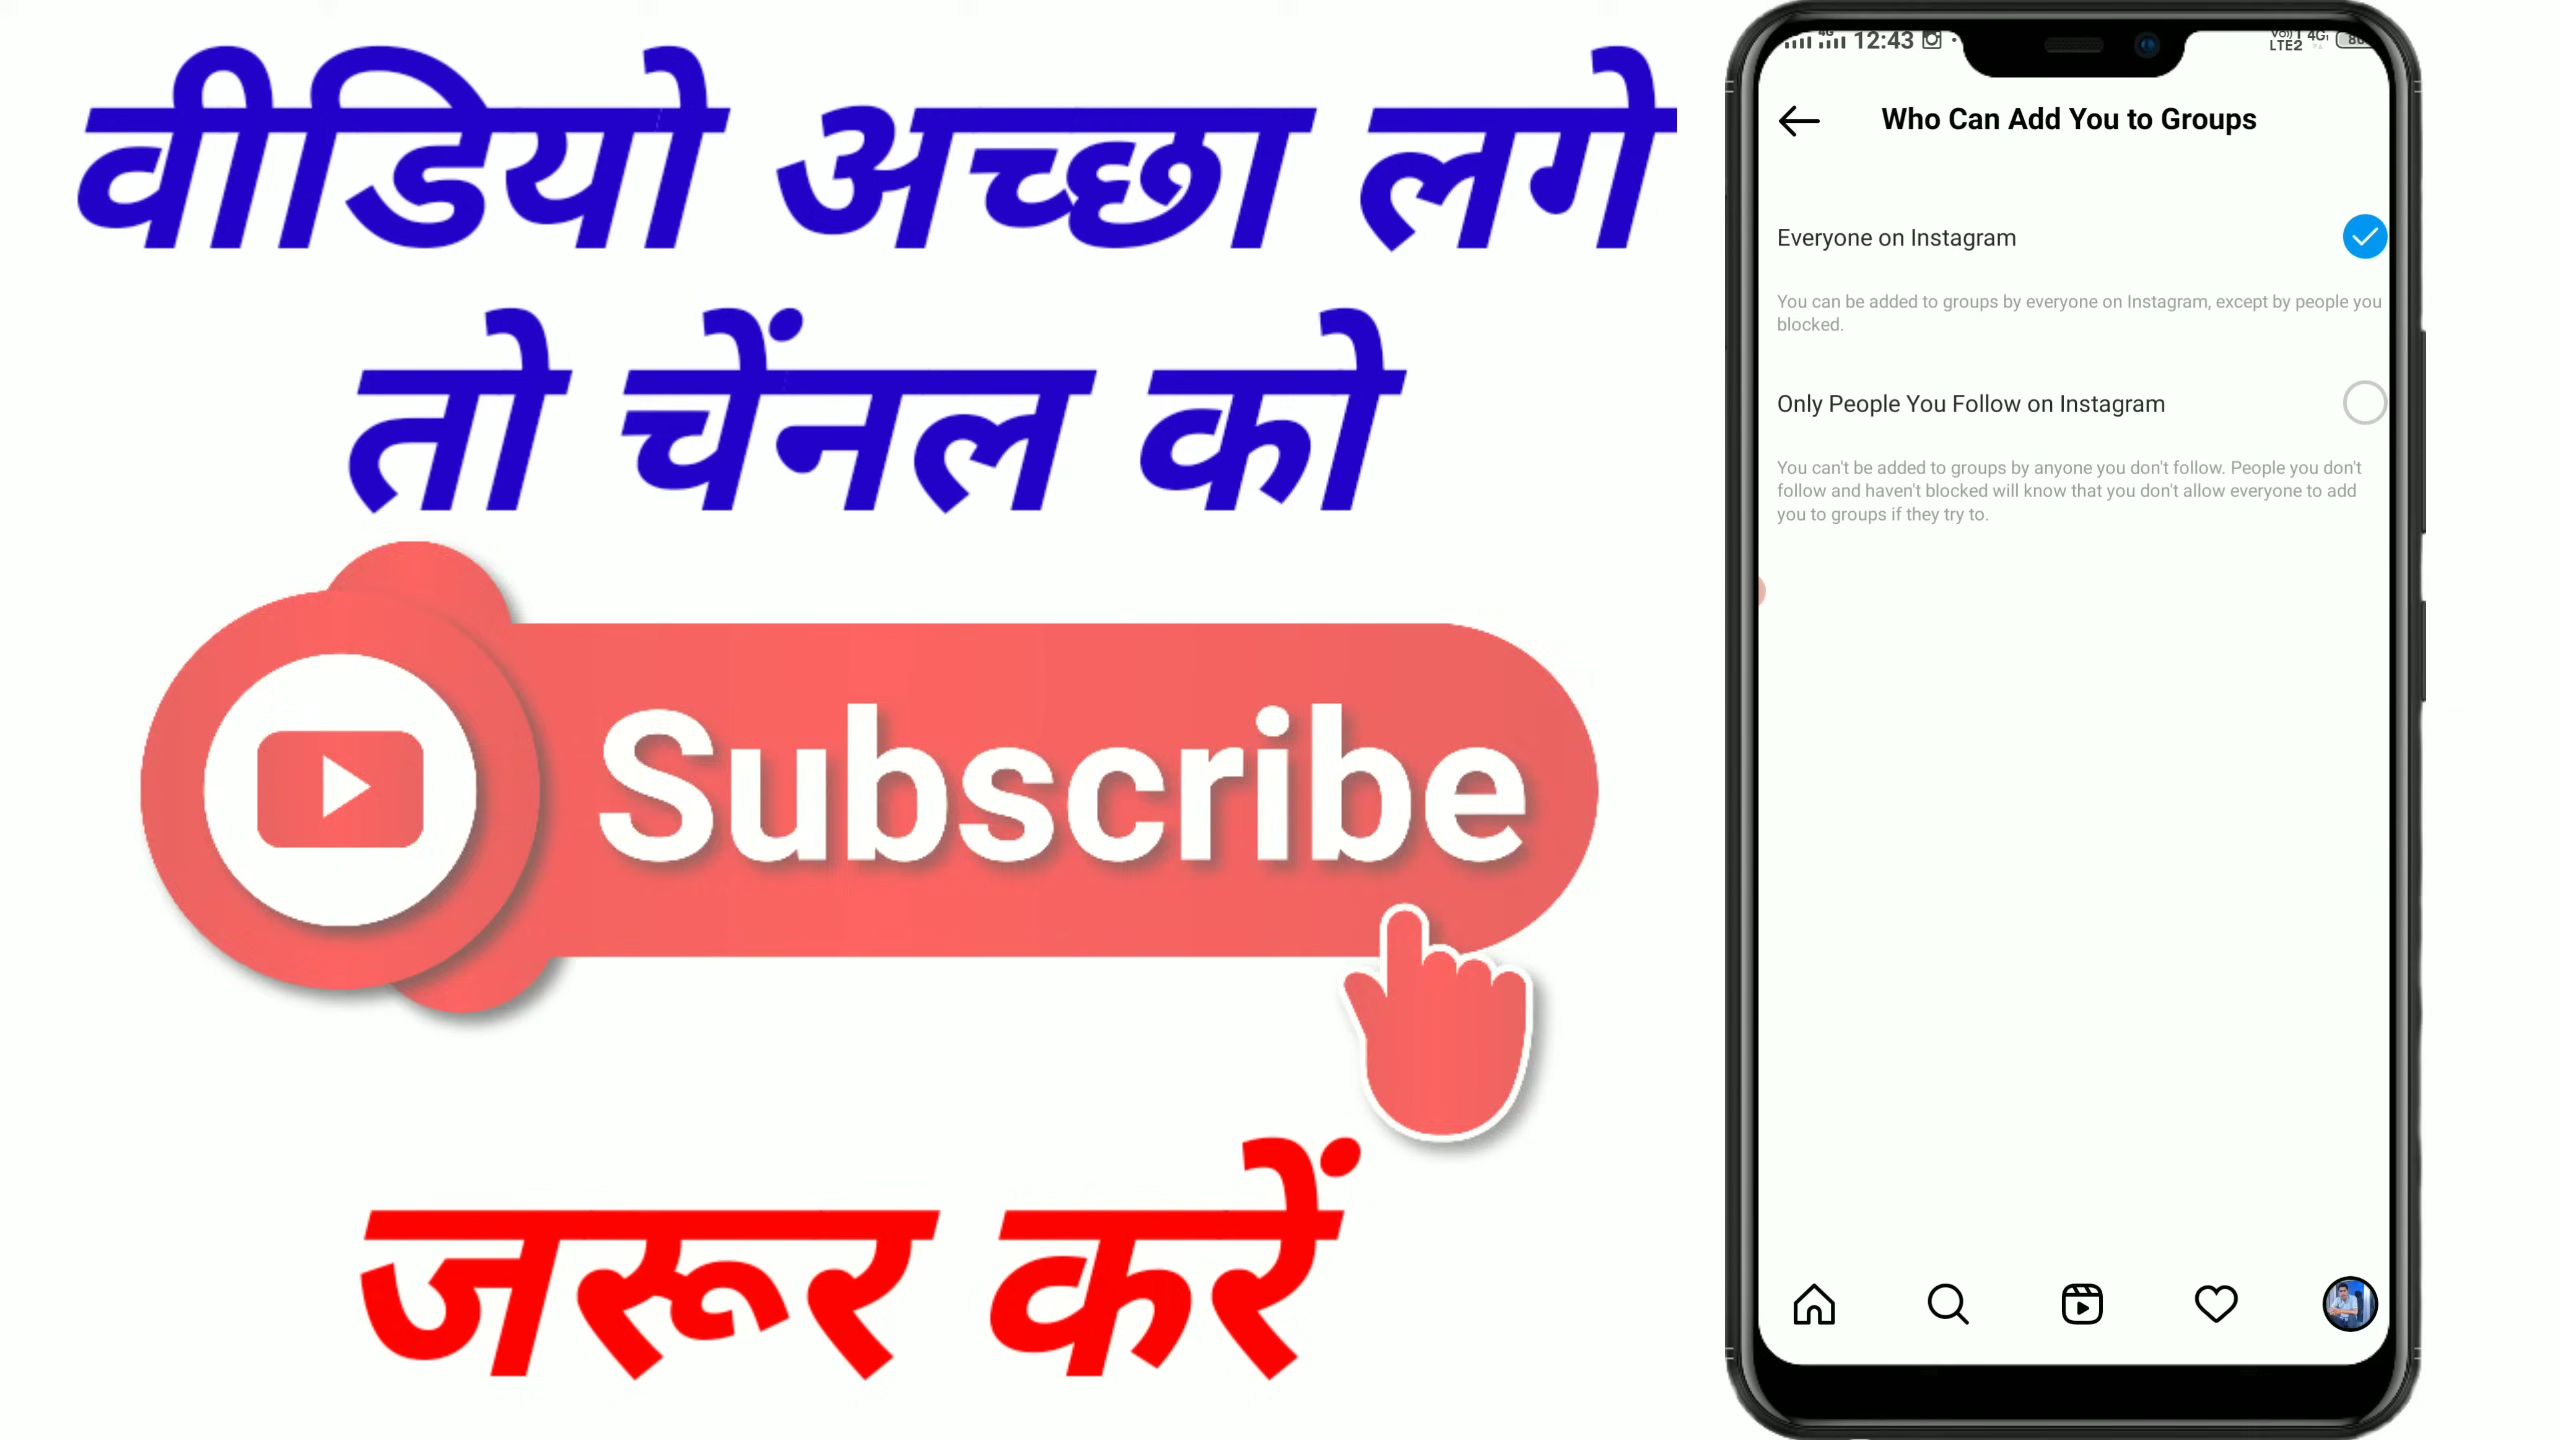 वीडियो अच्छा लगे
तो चेंनल को
Subscribe
जरूर करें
12:43
LTE2 4G
Who Can Add You to Groups
Everyone on Instagram
You can be added to groups by everyone on Instagram, except by people you
blocked.
Only People You Follow on Instagram
You can't be added to groups by anyone you don't follow. People you don't
follow and haven't blocked will know that you don't allow everyone to add
you to groups if they try to.